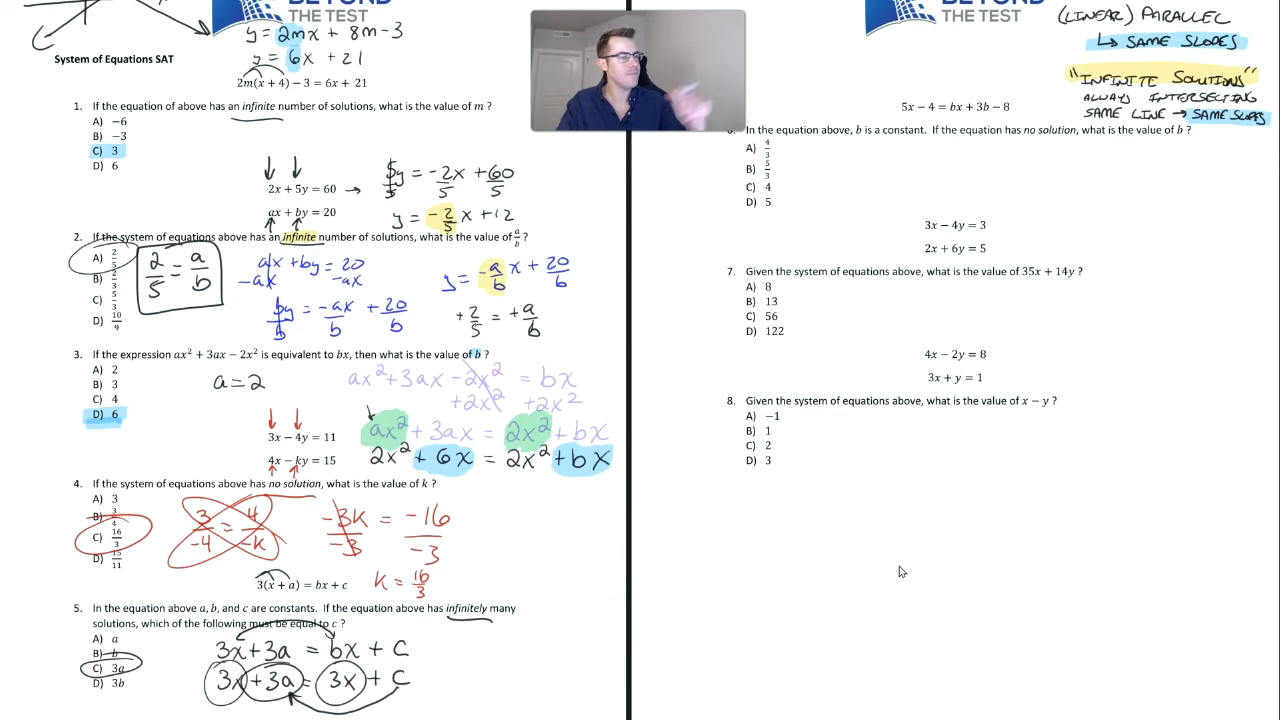 BEYOND
THE TEST
y = 2mx + 8m - 3
y = 6x + 21
System of Equations SAT
2m(x + 4) − 3 = 6x + 21
1. If the equation of above has an infinite number of solutions, what is the value of m ?
A) −6
B) −3
C) 3
D) 6
2x + 5y = 60 →
ax + by = 20
5y/5 = -2x/5 + 60/5
y = -2/5 x + 12
2. If the system of equations above has an infinite number of solutions, what is the value of a/b ?
A) 2/5
B) 2/3
C) 5/3
D) 10/9
2/5 = a/b
ax + by = 20
-ax -ax
by/b = -ax/b + 20/b
y = -a/b x + 20/b
+2/5 = +a/b
3. If the expression ax² + 3ax − 2x² is equivalent to bx, then what is the value of b ?
A) 2
B) 3
C) 4
D) 6
a = 2
ax² + 3ax - 2x² = bx
+2x² +2x²
ax² + 3ax = 2x² + bx
2x² + 6x = 2x² + bx
3x − 4y = 11
4x − ky = 15
4. If the system of equations above has no solution, what is the value of k ?
A) 3
B) 3/4
C) 16/3
D) 15/11
3/-4 = 4/-k
-3k/-3 = -16/-3
k = 16/3
3(x + a) = bx + c
5. In the equation above a, b, and c are constants. If the equation above has infinitely many
solutions, which of the following must be equal to c ?
A) a
B) b
C) 3a
D) 3b
3x + 3a = bx + c
3x + 3a = 3x + c
BEYOND
THE TEST
(LINEAR) PARALLEL
↳ SAME SLOPES
"INFINITE SOLUTIONS"
ALWAYS INTERSECTING
SAME LINE → SAME SLOPES
5x − 4 = bx + 3b − 8
In the equation above, b is a constant. If the equation has no solution, what is the value of b ?
A) 4/3
B) 5/3
C) 4
D) 5
3x − 4y = 3
2x + 6y = 5
7. Given the system of equations above, what is the value of 35x + 14y ?
A) 8
B) 13
C) 56
D) 122
4x − 2y = 8
3x + y = 1
8. Given the system of equations above, what is the value of x − y ?
A) −1
B) 1
C) 2
D) 3